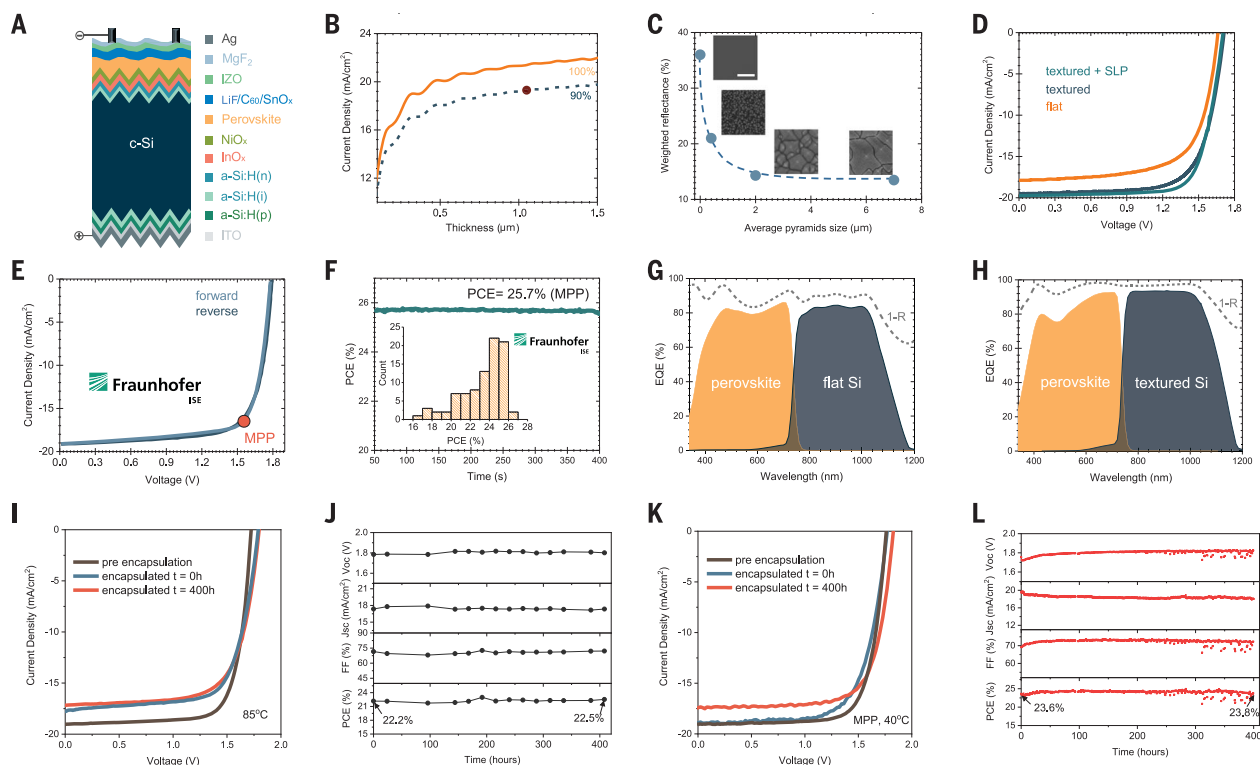 A
Ag
MgF₂
IZO
LiF/C₆₀/SnOₓ
Perovskite
NiOₓ
InOₓ
a-Si:H(n)
a-Si:H(i)
a-Si:H(p)
ITO
c-Si
B
Current Density (mA/cm²)
24
22
20
18
16
14
12
10
100%
90%
0.5
1.0
1.5
Thickness (µm)
C
Weighted reflectance (%)
40
35
30
25
20
15
10
0
2
4
6
8
Average pyramids size (µm)
D
Current Density (mA/cm²)
0
-5
-10
-15
-20
textured + SLP
textured
flat
0.0
0.3
0.6
0.9
1.2
1.5
1.8
Voltage (V)
E
Current Density (mA/cm²)
0
-5
-10
-15
-20
forward
reverse
Fraunhofer
ISE
MPP
0.0
0.3
0.6
0.9
1.2
1.5
1.8
Voltage (V)
F
PCE (%)
26
24
22
20
PCE= 25.7% (MPP)
Fraunhofer
ISE
Count
25
20
15
10
5
0
16 18 20 22 24 26 28
PCE (%)
50 100 150 200 250 300 350 400
Time (s)
G
EQE (%)
100
80
60
40
20
0
1-R
perovskite
flat Si
400
600
800
1000
1200
Wavelength (nm)
H
EQE (%)
100
80
60
40
20
0
1-R
perovskite
textured Si
400
600
800
1000
1200
Wavelength (nm)
I
Current Density (mA/cm²)
0
-5
-10
-15
-20
pre encapsulation
encapsulated t = 0h
encapsulated t = 400h
85ºC
0.0
0.5
1.0
1.5
2.0
Voltage (V)
J
Voc (V)
2.0
1.8
1.6
Jsc (mA/cm²)
21
18
15
12
FF (%)
90
75
60
45
PCE (%)
24
21
18
15
22.2%
22.5%
0
100
200
300
400
Time (hours)
K
Current Density (mA/cm²)
0
-5
-10
-15
-20
pre encapsulation
encapsulated t = 0h
encapsulated t = 400h
MPP, 40ºC
0.0
0.5
1.0
1.5
2.0
Voltage (V)
L
Voc (V)
2.0
1.8
1.6
Jsc (mA/cm²)
20
16
12
FF (%)
80
60
PCE (%)
25
20
15
23.6%
23.8%
0
100
200
300
400
Time (hours)